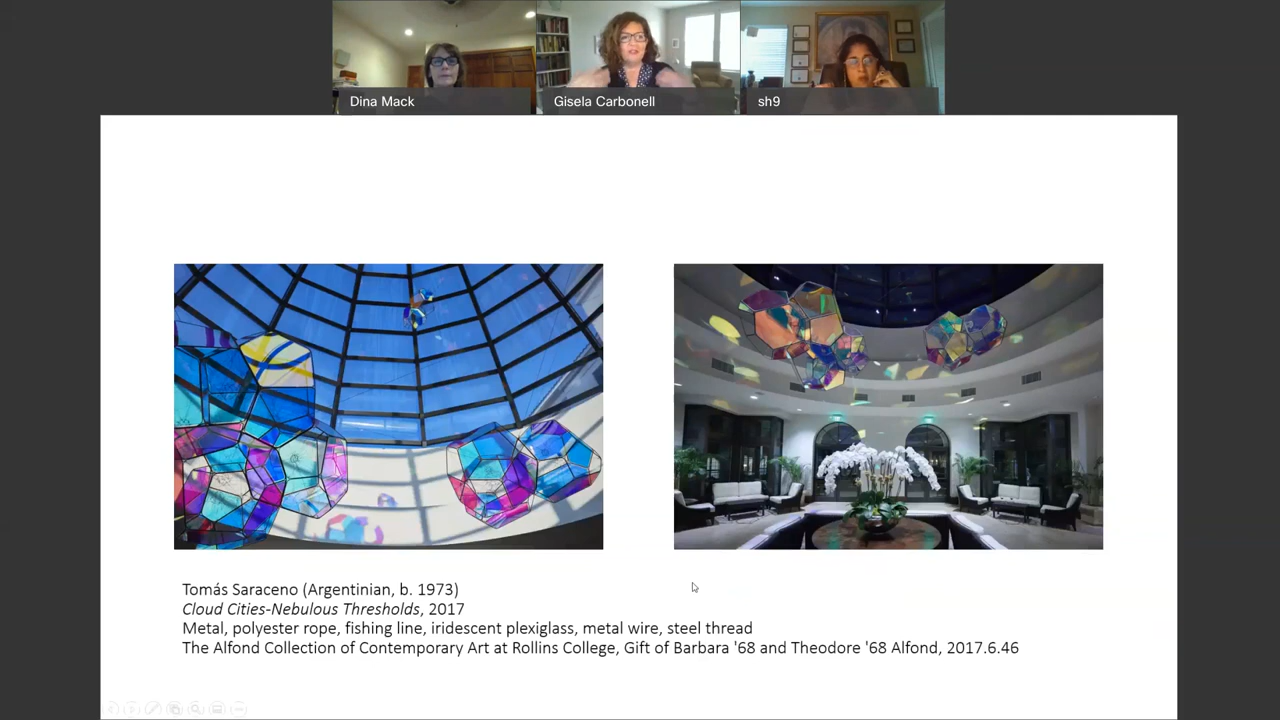 Dina Mack
Gisela Carbonell
sh9
Tomás Saraceno (Argentinian, b. 1973)
Cloud Cities-Nebulous Thresholds, 2017
Metal, polyester rope, fishing line, iridescent plexiglass, metal wire, steel thread
The Alfond Collection of Contemporary Art at Rollins College, Gift of Barbara '68 and Theodore '68 Alfond, 2017.6.46